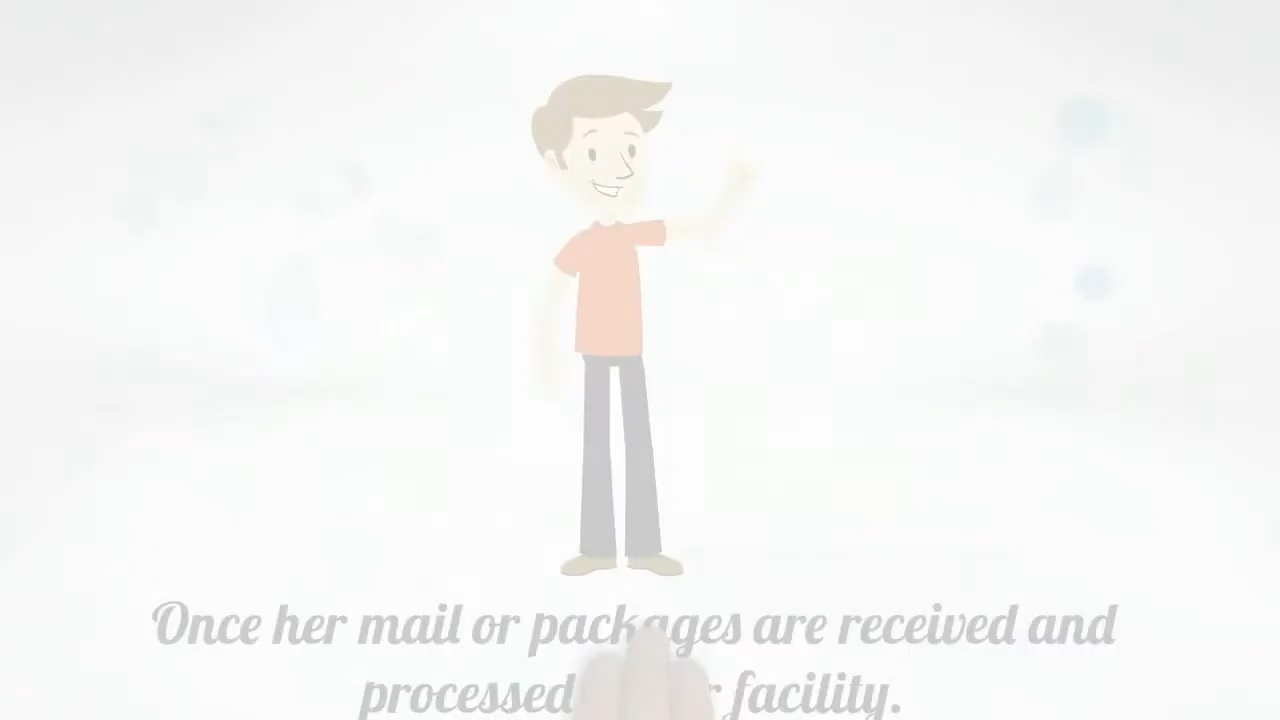 Once her mail or packages are received and
processed facility.